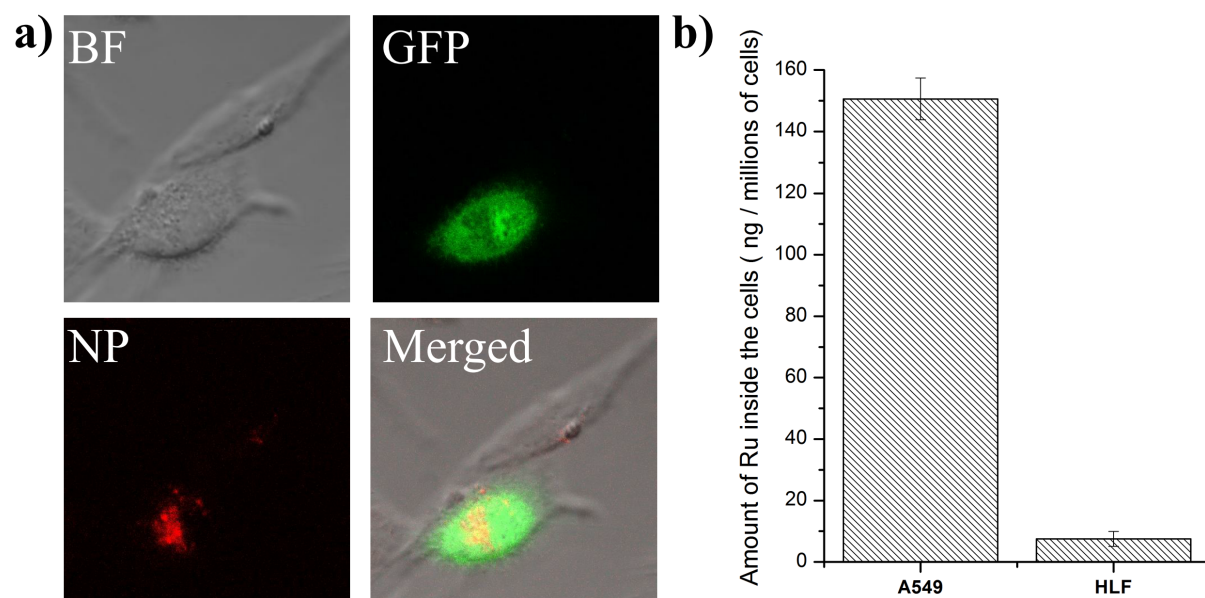 a)
BF
GFP
NP
Merged
b)
Amount of Ru inside the cells ( ng / millions of cells)
160
140
120
100
80
60
40
20
0
A549
HLF